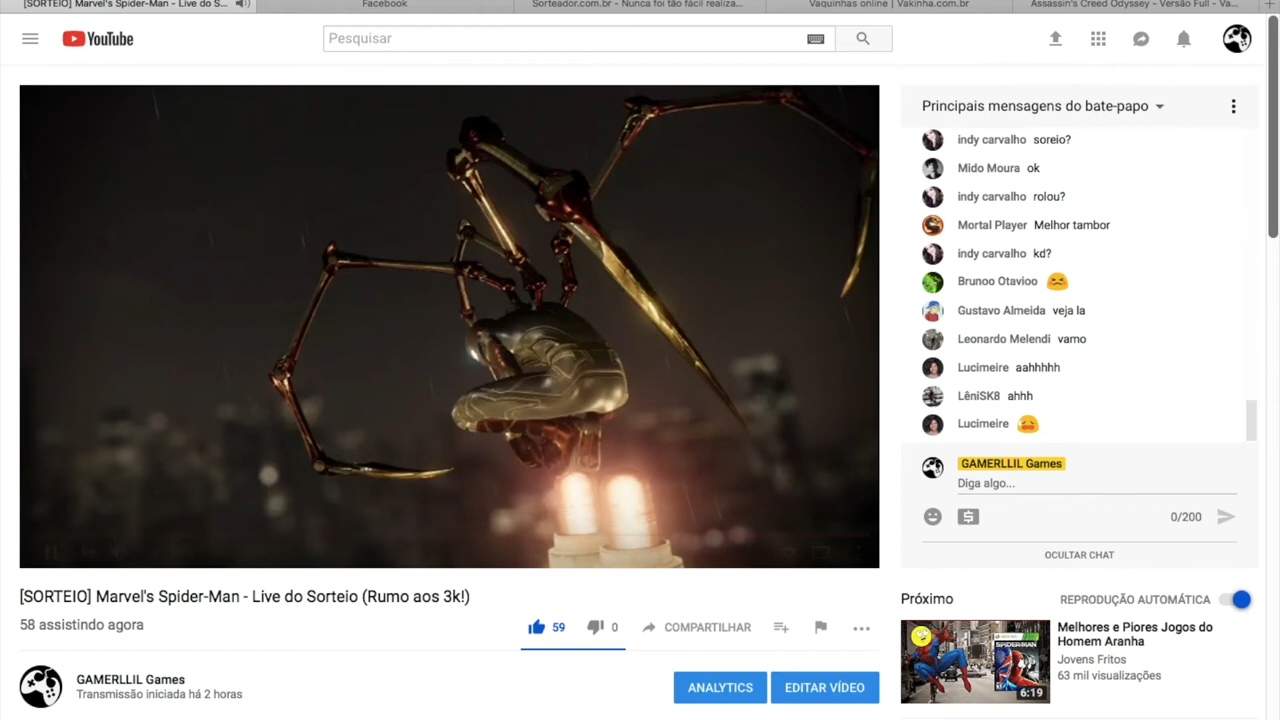 [SORTEIO] Marvel's Spider-Man - Live do S...
Facebook
Sorteador.com.br - Nunca foi tão fácil realiza...
Vaquinhas online | Vakinha.com.br
Assassin's Creed Odyssey - Versão Full - Va...
YouTube
Pesquisar
Principais mensagens do bate-papo
indy carvalho soreio?
Mido Moura ok
indy carvalho rolou?
Mortal Player Melhor tambor
indy carvalho kd?
Brunoo Otavioo
Gustavo Almeida veja la
Leonardo Melendi vamo
Lucimeire aahhhhh
LêniSK8 ahhh
Lucimeire
GAMERLLIL Games
Diga algo...
0/200
OCULTAR CHAT
[SORTEIO] Marvel's Spider-Man - Live do Sorteio (Rumo aos 3k!)
58 assistindo agora
59
0
COMPARTILHAR
GAMERLLIL Games
Transmissão iniciada há 2 horas
ANALYTICS
EDITAR VÍDEO
Próximo
REPRODUÇÃO AUTOMÁTICA
SPIDER-MAN
6:19
Melhores e Piores Jogos do
Homem Aranha
Jovens Fritos
63 mil visualizações